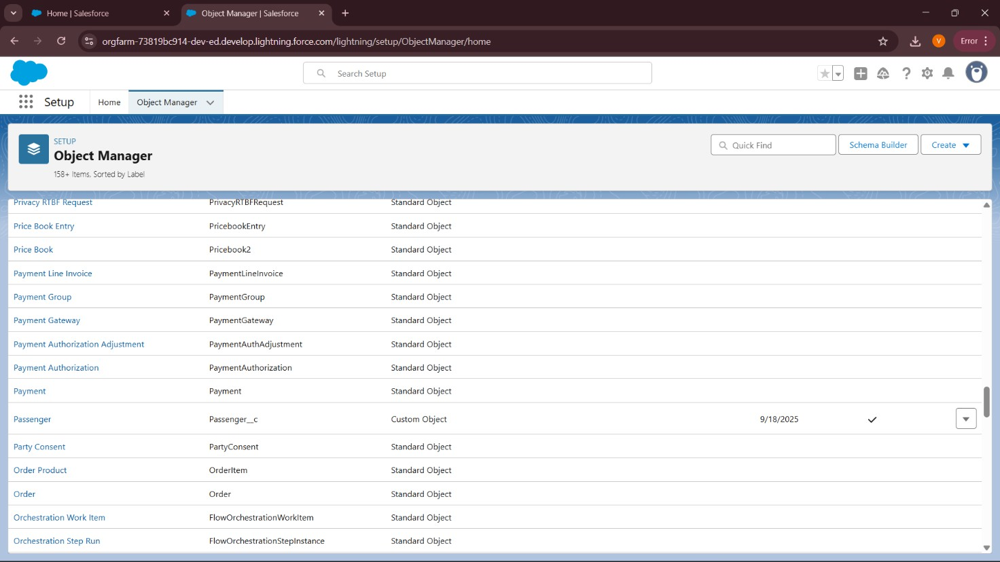 Home | Salesforce
Object Manager | Salesforce
orgfarm-73819bc914-dev-ed.develop.lightning.force.com/lightning/setup/ObjectManager/home
V
Error
Search Setup
Setup
Home
Object Manager
SETUP
Object Manager
158+ Items, Sorted by Label
Quick Find
Schema Builder
Create
Privacy RTBF Request PrivacyRTBFRequest Standard Object
Price Book Entry PricebookEntry Standard Object
Price Book Pricebook2 Standard Object
Payment Line Invoice PaymentLineInvoice Standard Object
Payment Group PaymentGroup Standard Object
Payment Gateway PaymentGateway Standard Object
Payment Authorization Adjustment PaymentAuthAdjustment Standard Object
Payment Authorization PaymentAuthorization Standard Object
Payment Payment Standard Object
Passenger Passenger__c Custom Object 9/18/2025
Party Consent PartyConsent Standard Object
Order Product OrderItem Standard Object
Order Order Standard Object
Orchestration Work Item FlowOrchestrationWorkItem Standard Object
Orchestration Step Run FlowOrchestrationStepInstance Standard Object